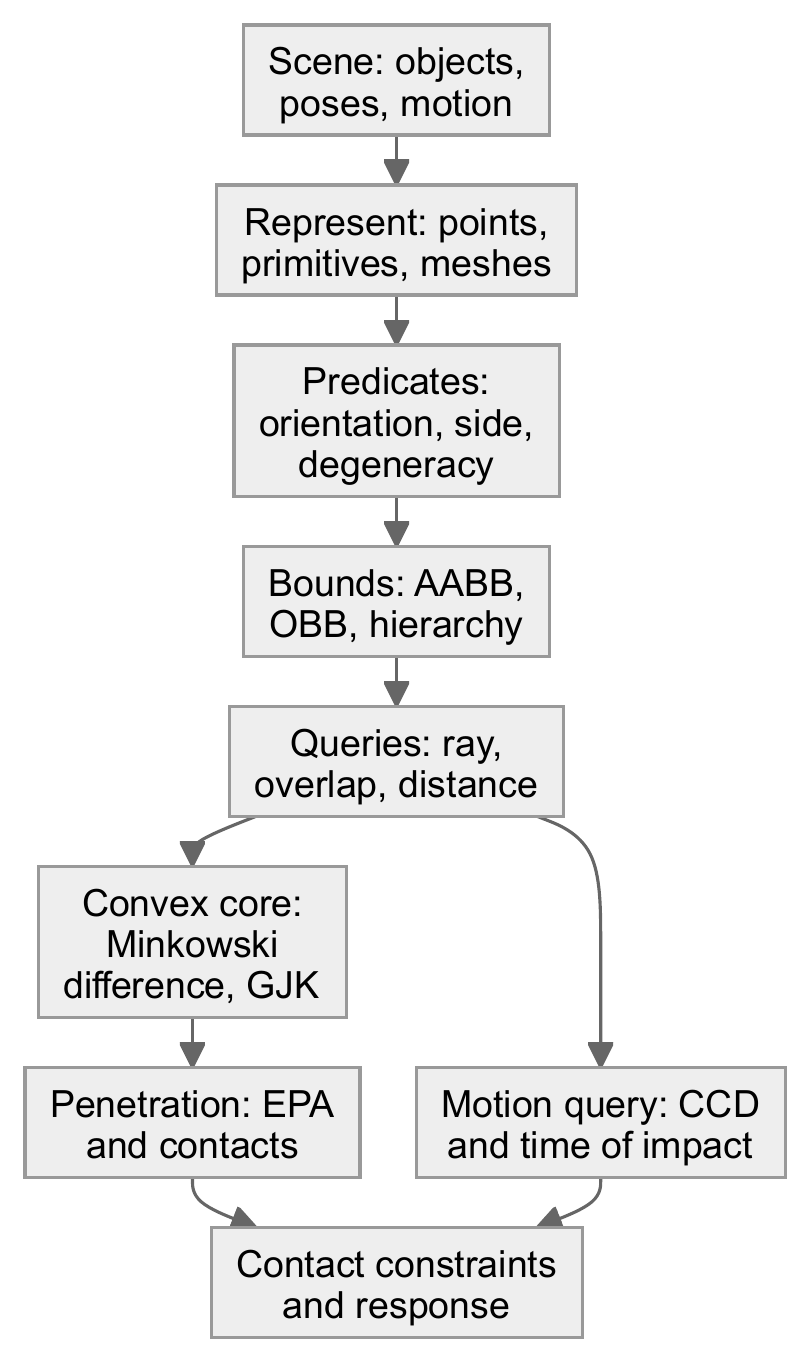 Scene: objects,
poses, motion
Represent: points,
primitives, meshes
Predicates:
orientation, side,
degeneracy
Bounds: AABB,
OBB, hierarchy
Queries: ray,
overlap, distance
Convex core:
Minkowski
difference, GJK
Penetration: EPA
and contacts
Motion query: CCD
and time of impact
Contact constraints
and response